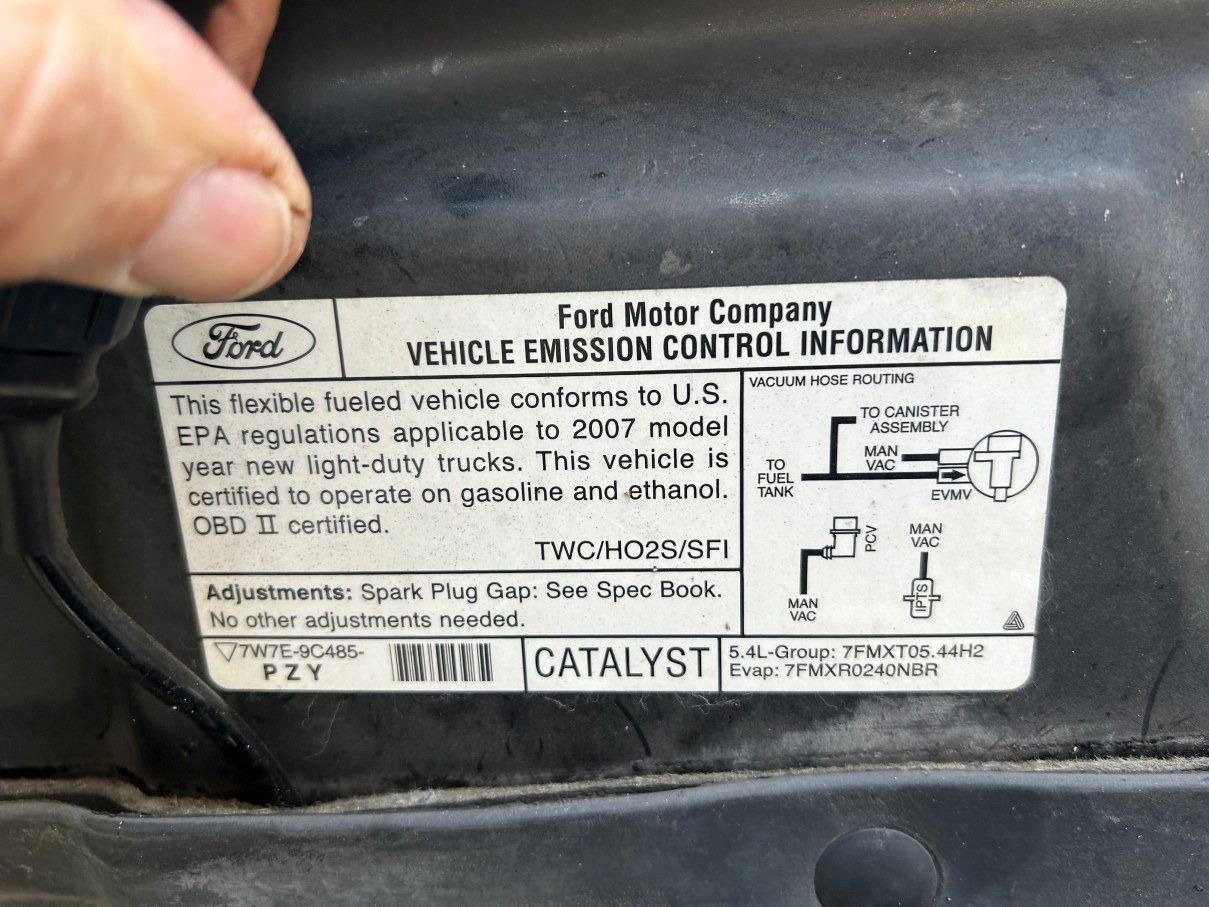 Ford
Ford Motor Company
VEHICLE EMISSION CONTROL INFORMATION
This flexible fueled vehicle conforms to U.S.
EPA regulations applicable to 2007 model
year new light-duty trucks. This vehicle is
certified to operate on gasoline and ethanol.
OBD II certified.
TWC/HO2S/SFI
Adjustments: Spark Plug Gap: See Spec Book.
No other adjustments needed.
VACUUM HOSE ROUTING
TO CANISTER
ASSEMBLY
MAN
VAC
TO
FUEL
TANK
EVMV
PCV
MAN
VAC
MAN
VAC
IPTS
7W7E-9C485-
PZY
CATALYST
5.4L-Group: 7FMXT05.44H2
Evap: 7FMXR0240NBR